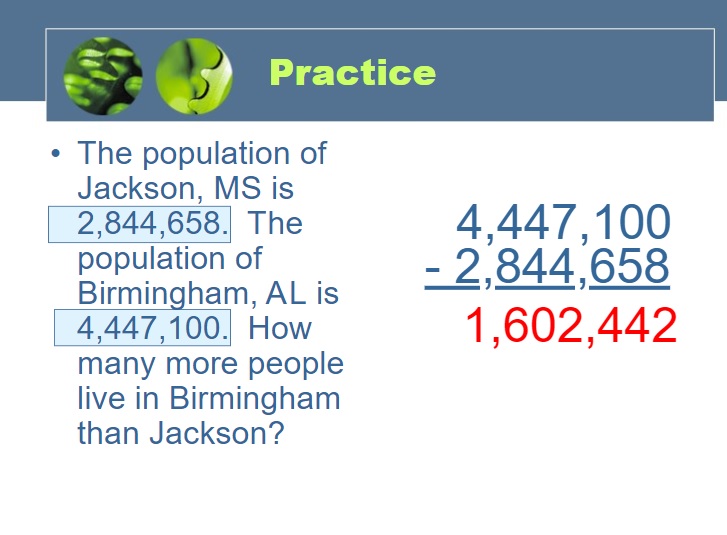 Practice
• The population of
Jackson, MS is
2,844,658. The
population of
Birmingham, AL is
4,447,100. How
many more people
live in Birmingham
than Jackson?
4,447,100
- 2,844,658
1,602,442